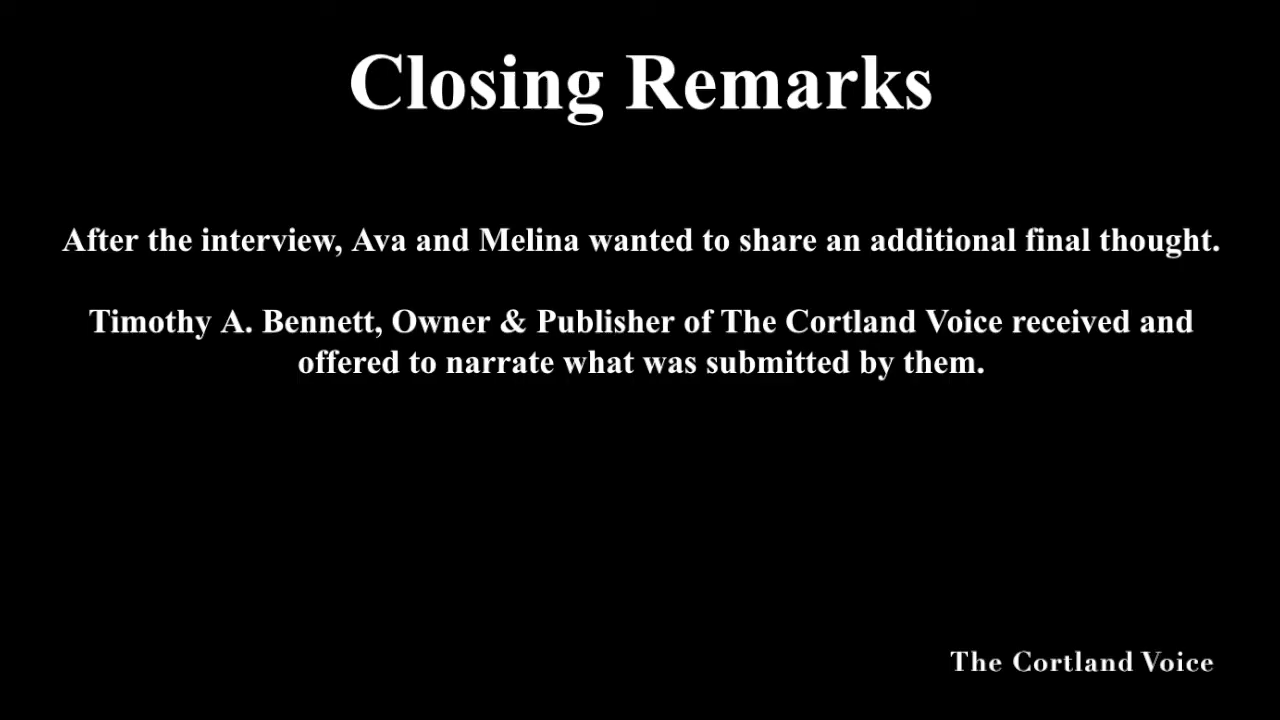 Closing Remarks
After the interview, Ava and Melina wanted to share an additional final thought.
Timothy A. Bennett, Owner & Publisher of The Cortland Voice received and
offered to narrate what was submitted by them.
The Cortland Voice